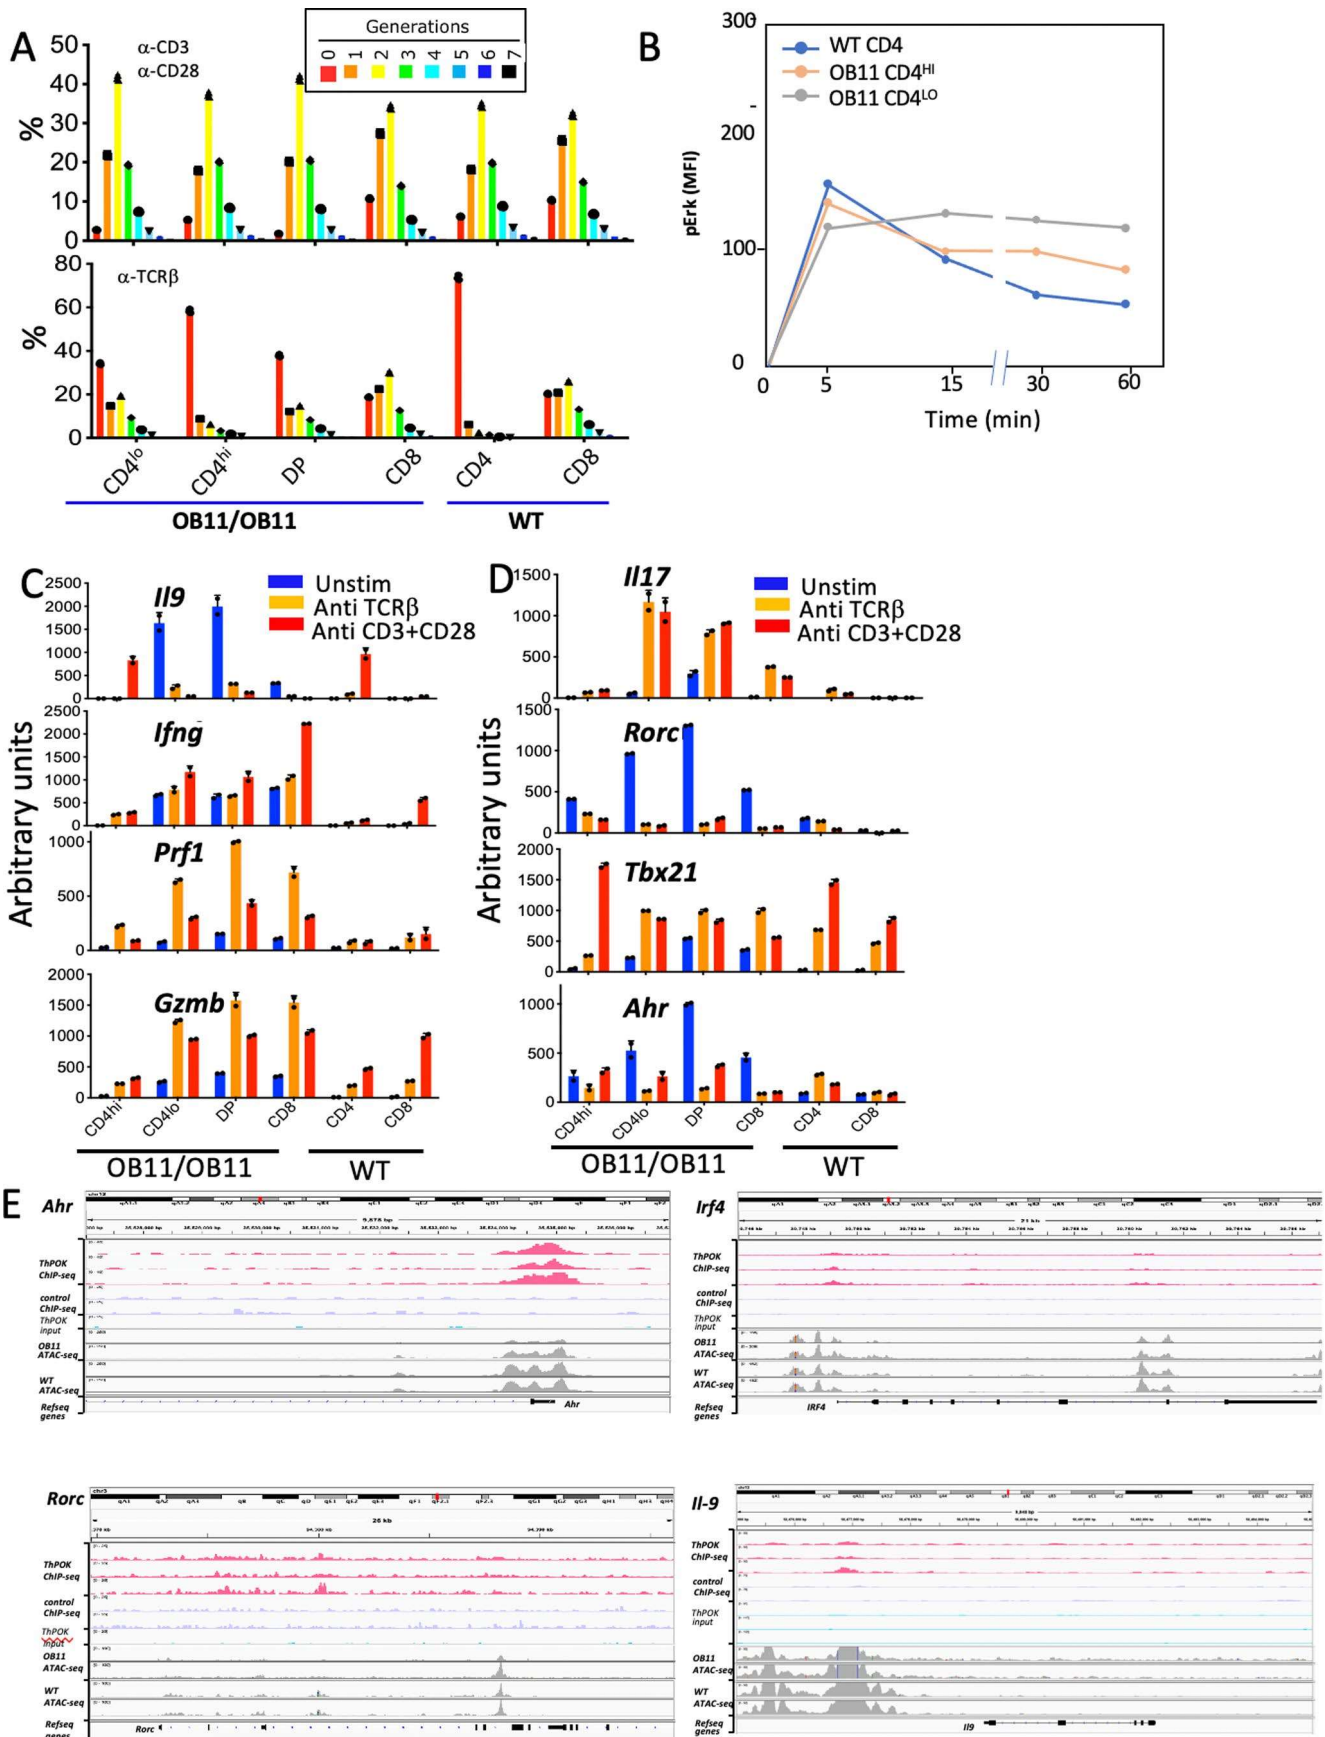 A
α-CD3
α-CD28
Generations
0 1 2 3 4 5 6 7
50
40
30
20
10
0
%
α-TCRβ
80
60
40
20
0
%
CD4lo
CD4hi
DP
CD8
CD4
CD8
OB11/OB11
WT
B
300
200
100
0
pErk (MFI)
WT CD4
OB11 CD4HI
OB11 CD4LO
0 5 15 30 60
Time (min)
C
Il9
Unstim
Anti TCRβ
Anti CD3+CD28
2500
2000
1500
1000
500
0
Ifng
2500
1500
1000
500
0
Prf1
1000
500
0
Gzmb
2000
1500
1000
500
0
Arbitrary units
CD4hi
CD4lo
DP
CD8
CD4
CD8
OB11/OB11
WT
D
Il17
Unstim
Anti TCRβ
Anti CD3+CD28
1500
1000
500
0
Rorc
1500
1000
500
0
Tbx21
2000
1500
1000
500
0
Ahr
1000
500
0
Arbitrary units
CD4hi
CD4lo
DP
CD8
CD4
CD8
OB11/OB11
WT
E
Ahr
ThPOK
ChIP-seq
control
ChIP-seq
ThPOK
input
OB11
ATAC-seq
WT
ATAC-seq
Refseq
genes
Ahr
Irf4
21 kb
ThPOK
ChIP-seq
control
ChIP-seq
ThPOK
input
OB11
ATAC-seq
WT
ATAC-seq
Refseq
genes
IRF4
Rorc
chr3
26 kb
ThPOK
ChIP-seq
control
ChIP-seq
ThPOK
input
OB11
ATAC-seq
WT
ATAC-seq
Refseq
genes
Rorc
Il-9
ThPOK
ChIP-seq
control
ChIP-seq
ThPOK
input
OB11
ATAC-seq
WT
ATAC-seq
Refseq
genes
Il9